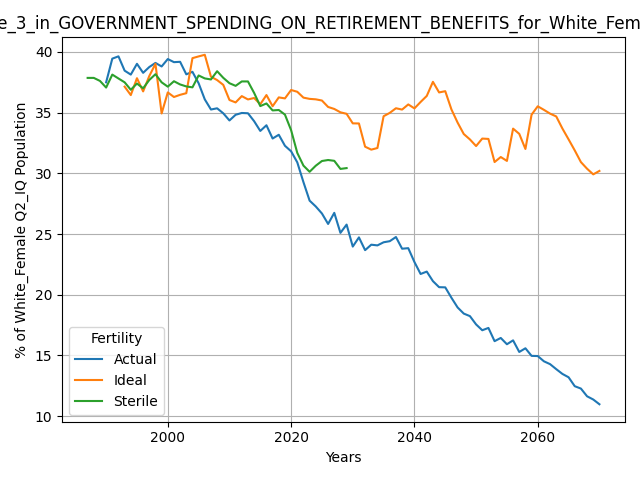 e_3_in_GOVERNMENT_SPENDING_ON_RETIREMENT_BENEFITS_for_White_Fem
% of White_Female Q2_IQ Population
40
35
30
25
20
15
10
Fertility
Actual
Ideal
Sterile
2000
2020
2040
2060
Years